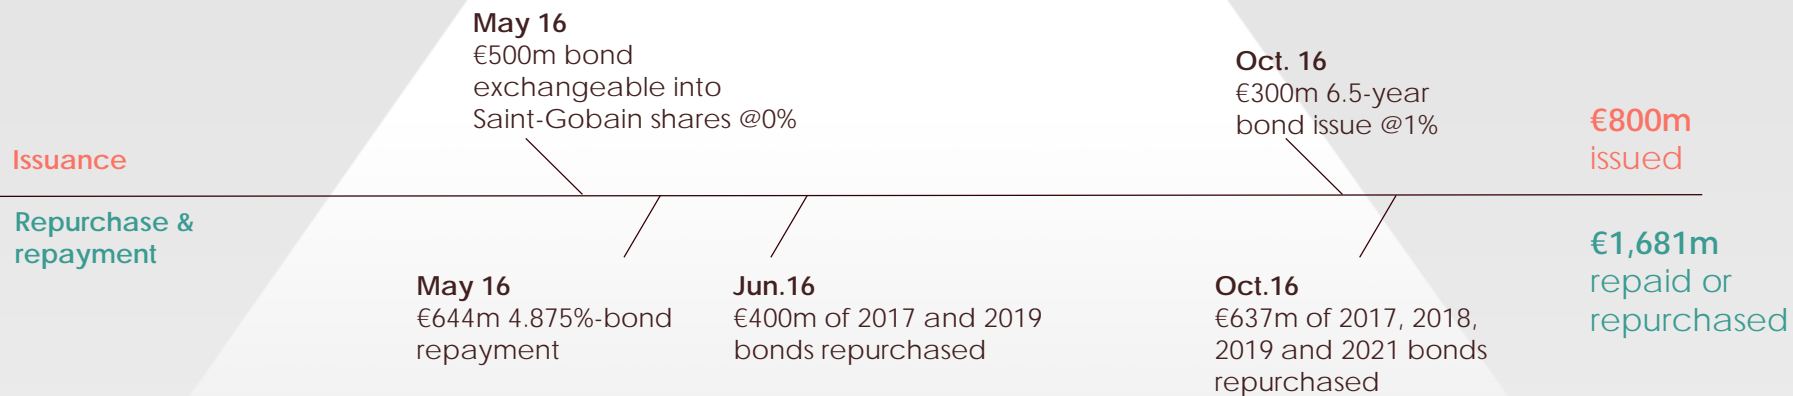 May 16
€500m bond
exchangeable into
Saint-Gobain shares @0%
Oct. 16
€300m 6.5-year
bond issue @1%
€800m
issued
Issuance
Repurchase &
repayment
May 16
€644m 4.875%-bond
repayment
Jun.16
€400m of 2017 and 2019
bonds repurchased
Oct.16
€637m of 2017, 2018,
2019 and 2021 bonds
repurchased
€1,681m
repaid or
repurchased